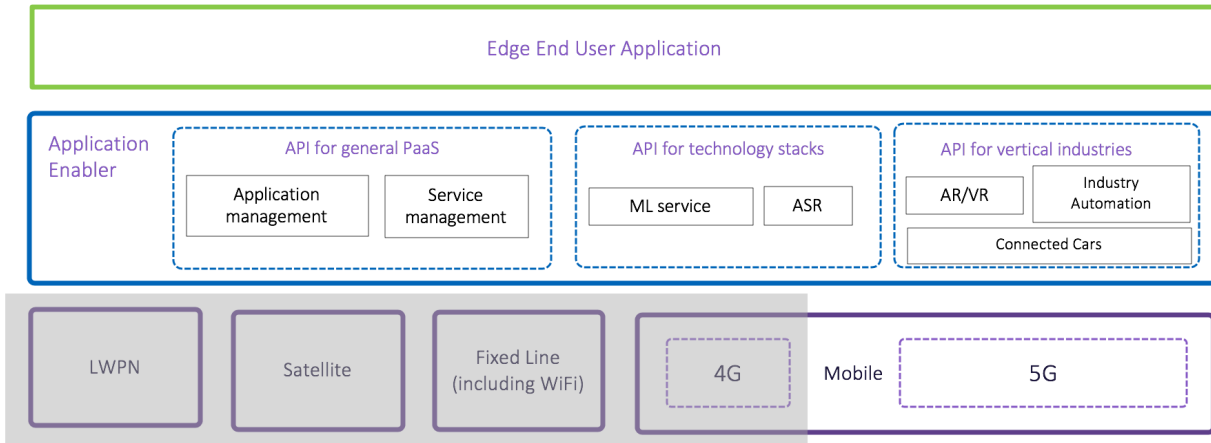 Edge End User Application
Application
Enabler
API for general PaaS
Application
management
Service
management
API for technology stacks
ML service
ASR
API for vertical industries
AR/VR
Industry
Automation
Connected Cars
LWPN
Satellite
Fixed Line
(including WiFi)
4G
Mobile
5G